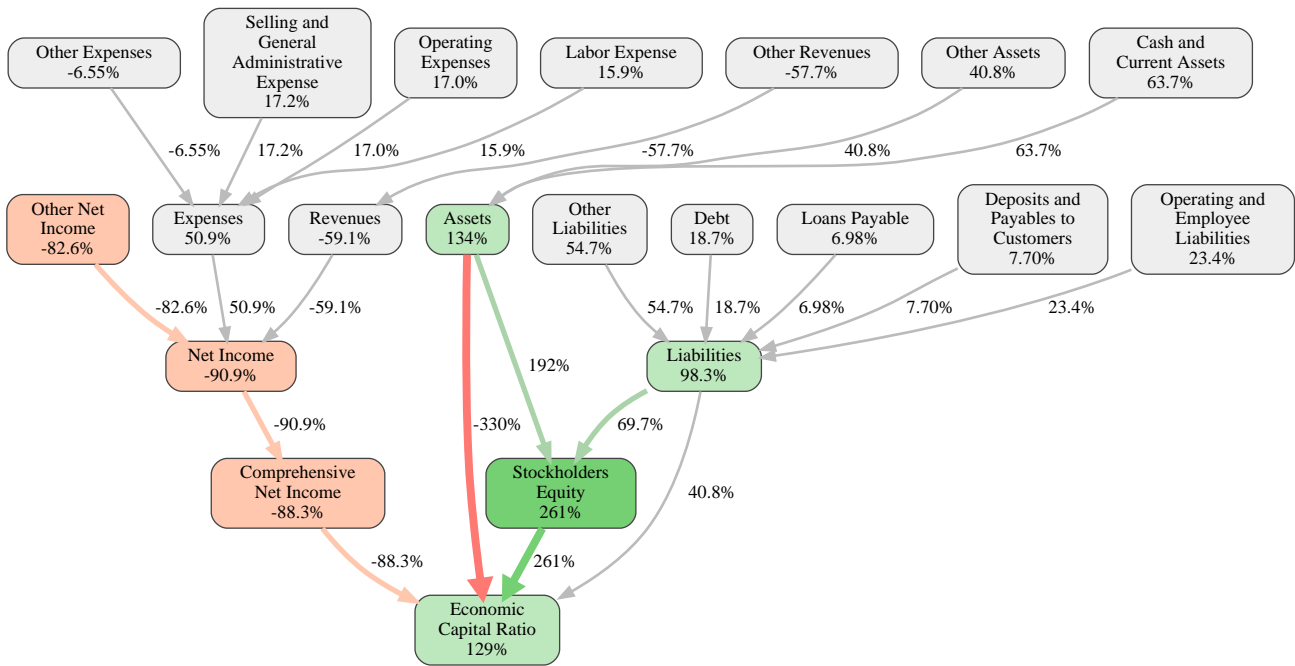 Other Expenses
-6.55%
Selling and
General
Administrative
Expense
17.2%
Operating
Expenses
17.0%
Labor Expense
15.9%
Other Revenues
-57.7%
Other Assets
40.8%
Cash and
Current Assets
63.7%
-6.55%
17.2%
17.0%
15.9%
-57.7%
40.8%
63.7%
Other Net
Income
-82.6%
Expenses
50.9%
Revenues
-59.1%
Assets
134%
Other
Liabilities
54.7%
Debt
18.7%
Loans Payable
6.98%
Deposits and
Payables to
Customers
7.70%
Operating and
Employee
Liabilities
23.4%
-82.6%
50.9%
-59.1%
54.7%
18.7%
6.98%
7.70%
23.4%
Net Income
-90.9%
192%
Liabilities
98.3%
-90.9%
-330%
69.7%
Comprehensive
Net Income
-88.3%
Stockholders
Equity
261%
40.8%
-88.3%
261%
Economic
Capital Ratio
129%